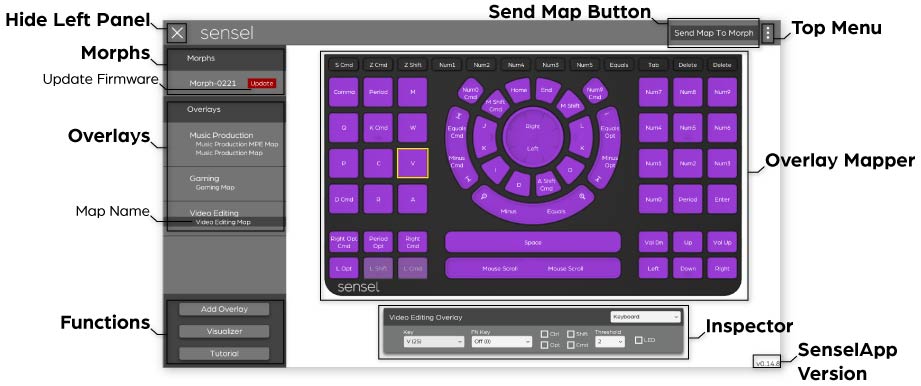 Hide Left Panel
Send Map Button
Top Menu
sensel
Send Map To Morph
Morphs
Morphs
Update Firmware
Morph-0221 Update
Overlays
Overlays
Music Production
Music Production MPE Map
Music Production Map
Gaming
Gaming Map
Map Name
Video Editing
Video Editing Map
Functions
Add Overlay
Visualizer
Tutorial
S Cmd Z Cmd Z Shift Num1 Num2 Num4 Num3 Num5 Equals Tab Delete Delete
Comma Period M
Num0 Cmd
M Shift Cmd
Home End
M Shift
Num9 Cmd
Num7 Num8 Num9
Q K Cmd W
Equals Cmd
J
Right
L
Equals Opt
Num4 Num5 Num6
K
Left
K
P C V
Minus Cmd
I
D
A Shift Cmd
O
Minus Opt
Num1 Num2 Num3
D Cmd R A
Minus Equals
Num0 Period Enter
Right Opt Cmd
Period Opt
Right Cmd
Space
Vol Dn Up Vol Up
L Opt L Shift L Cmd
Mouse Scroll Mouse Scroll
Left Down Right
sensel
Overlay Mapper
Video Editing Overlay
Keyboard
Key FN Key Ctrl Shift Threshold
V (25) Off (0) Opt Cmd 2 LED
Inspector
v0.14.8
SenselApp
Version